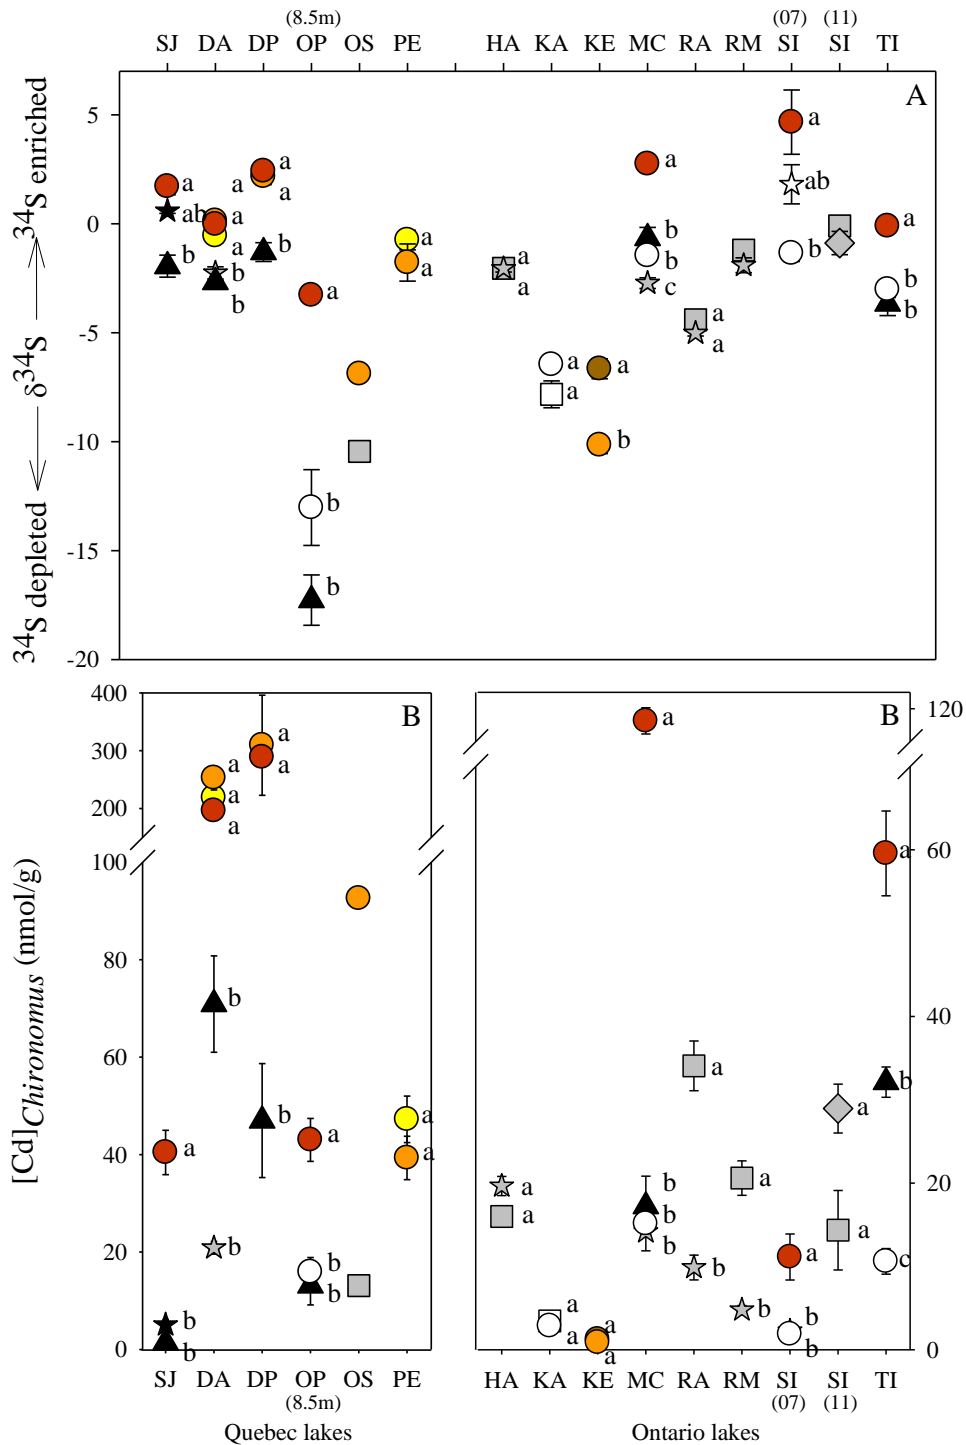 (8.5m) (07) (11)
SJ DA DP OP OS PE HA KA KE MC RA RM SI SI TI
A
³⁴S depleted δ³⁴S ³⁴S enriched
5
0
-5
-10
-15
-20
a
ab
b
a
a
a
b
b
a
a
b
a
b
b
a
a
a
a
a
a
a
b
a
b
b
c
a
a
a
ab
b
a
b
b
B
[Cd]Chironomus (nmol/g)
400
300
200
100
80
60
40
20
0
a
b
b
a
a
a
b
b
a
a
b
a
b
b
a
a
SJ DA DP OP OS PE
(8.5m)
Quebec lakes
B
120
60
40
20
0
a
a
a
a
a
a
a
b
b
b
a
b
a
b
a
b
b
a
a
a
b
c
HA KA KE MC RA RM SI SI TI
(07) (11)
Ontario lakes